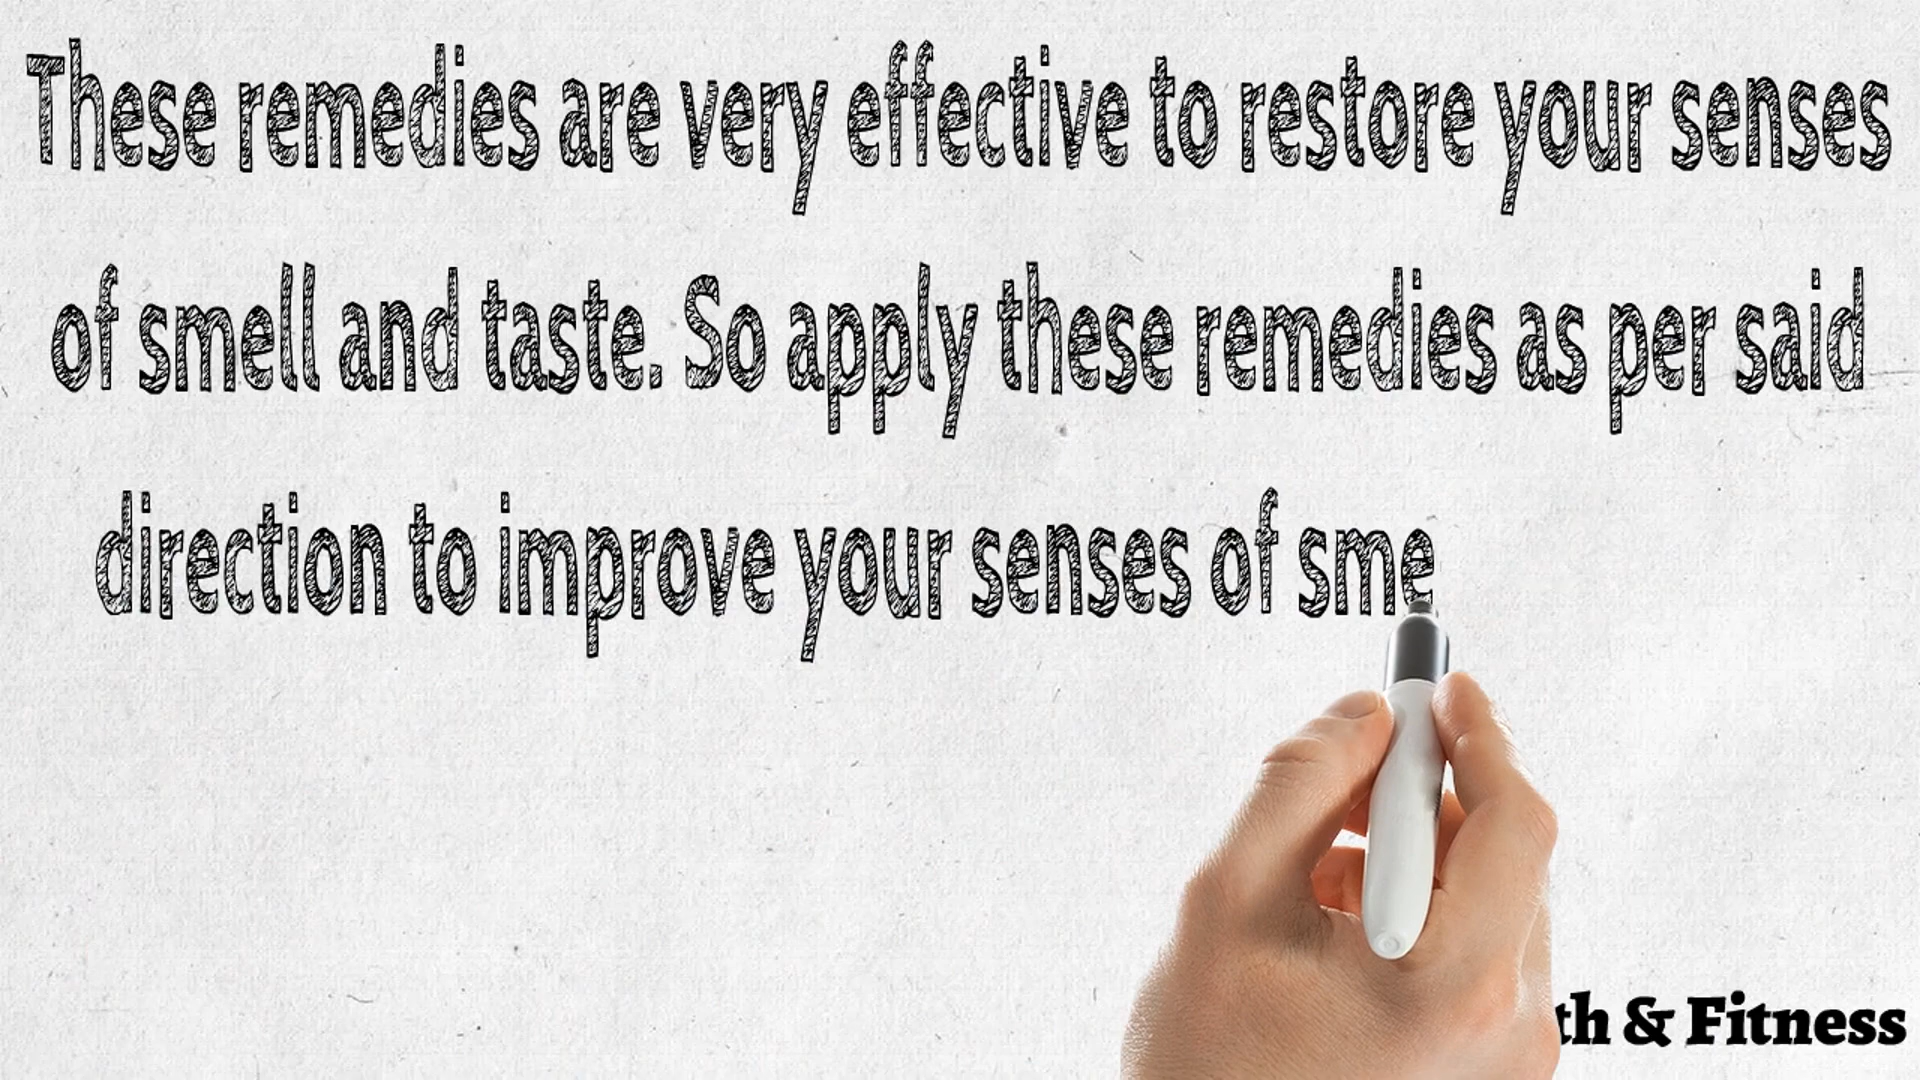 These remedies are very effective to restore your senses
of smell and taste. So apply these remedies as per said
direction to improve your senses of sme
th & Fitness